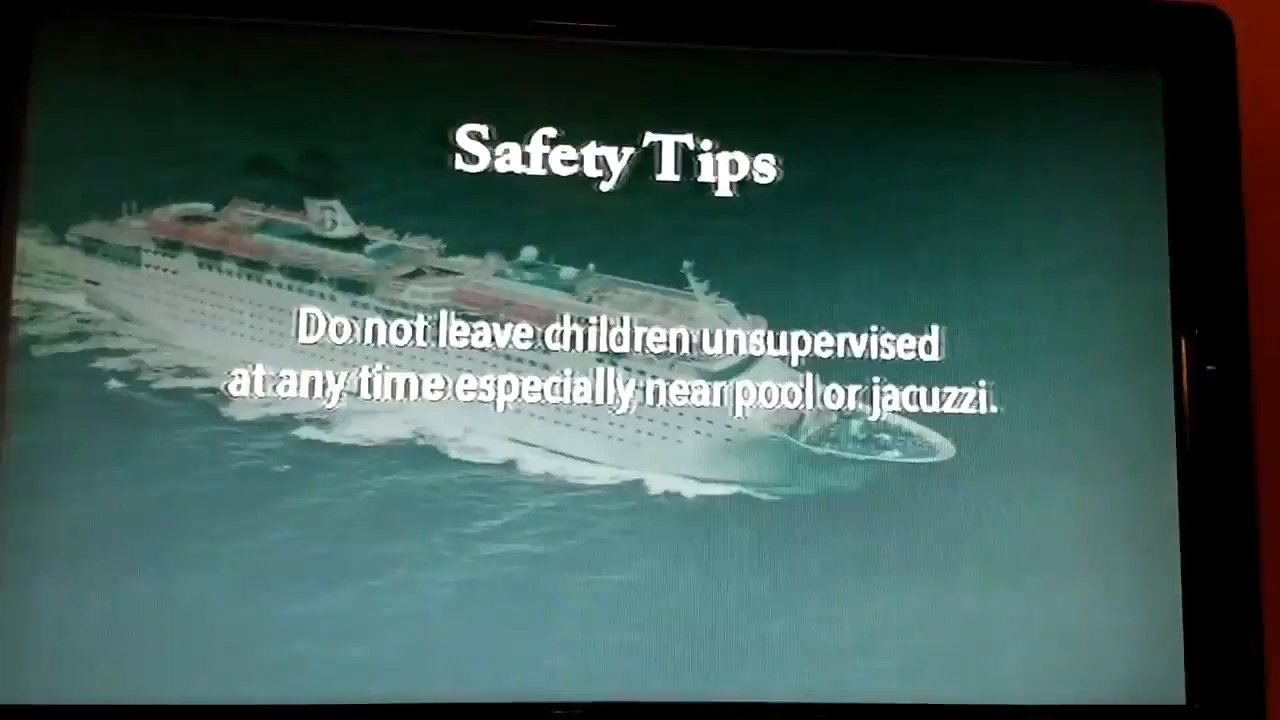 Safety Tips
Do not leave children unsupervised
at any time especially near pool or jacuzzi.